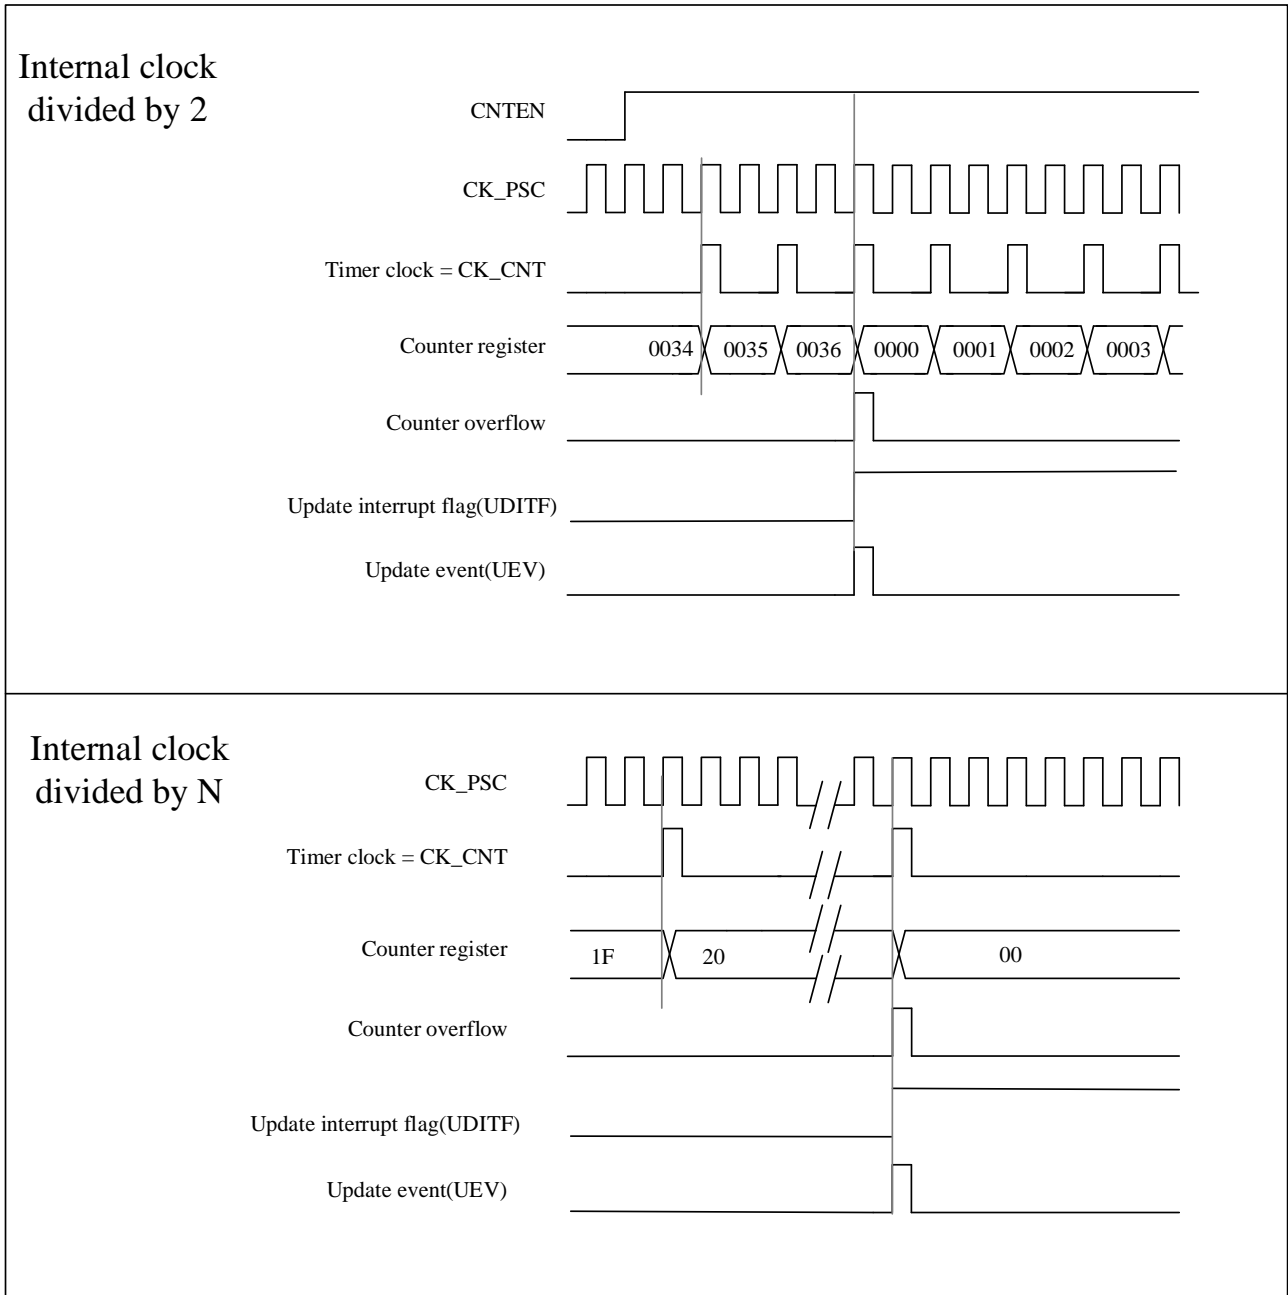 Internal clock
divided by 2
CNTEN
CK_PSC
Timer clock = CK_CNT
Counter register
0034 0035 0036 0000 0001 0002 0003
Counter overflow
Update interrupt flag(UDITF)
Update event(UEV)
Internal clock
divided by N
CK_PSC
Timer clock = CK_CNT
Counter register
1F 20 00
Counter overflow
Update interrupt flag(UDITF)
Update event(UEV)